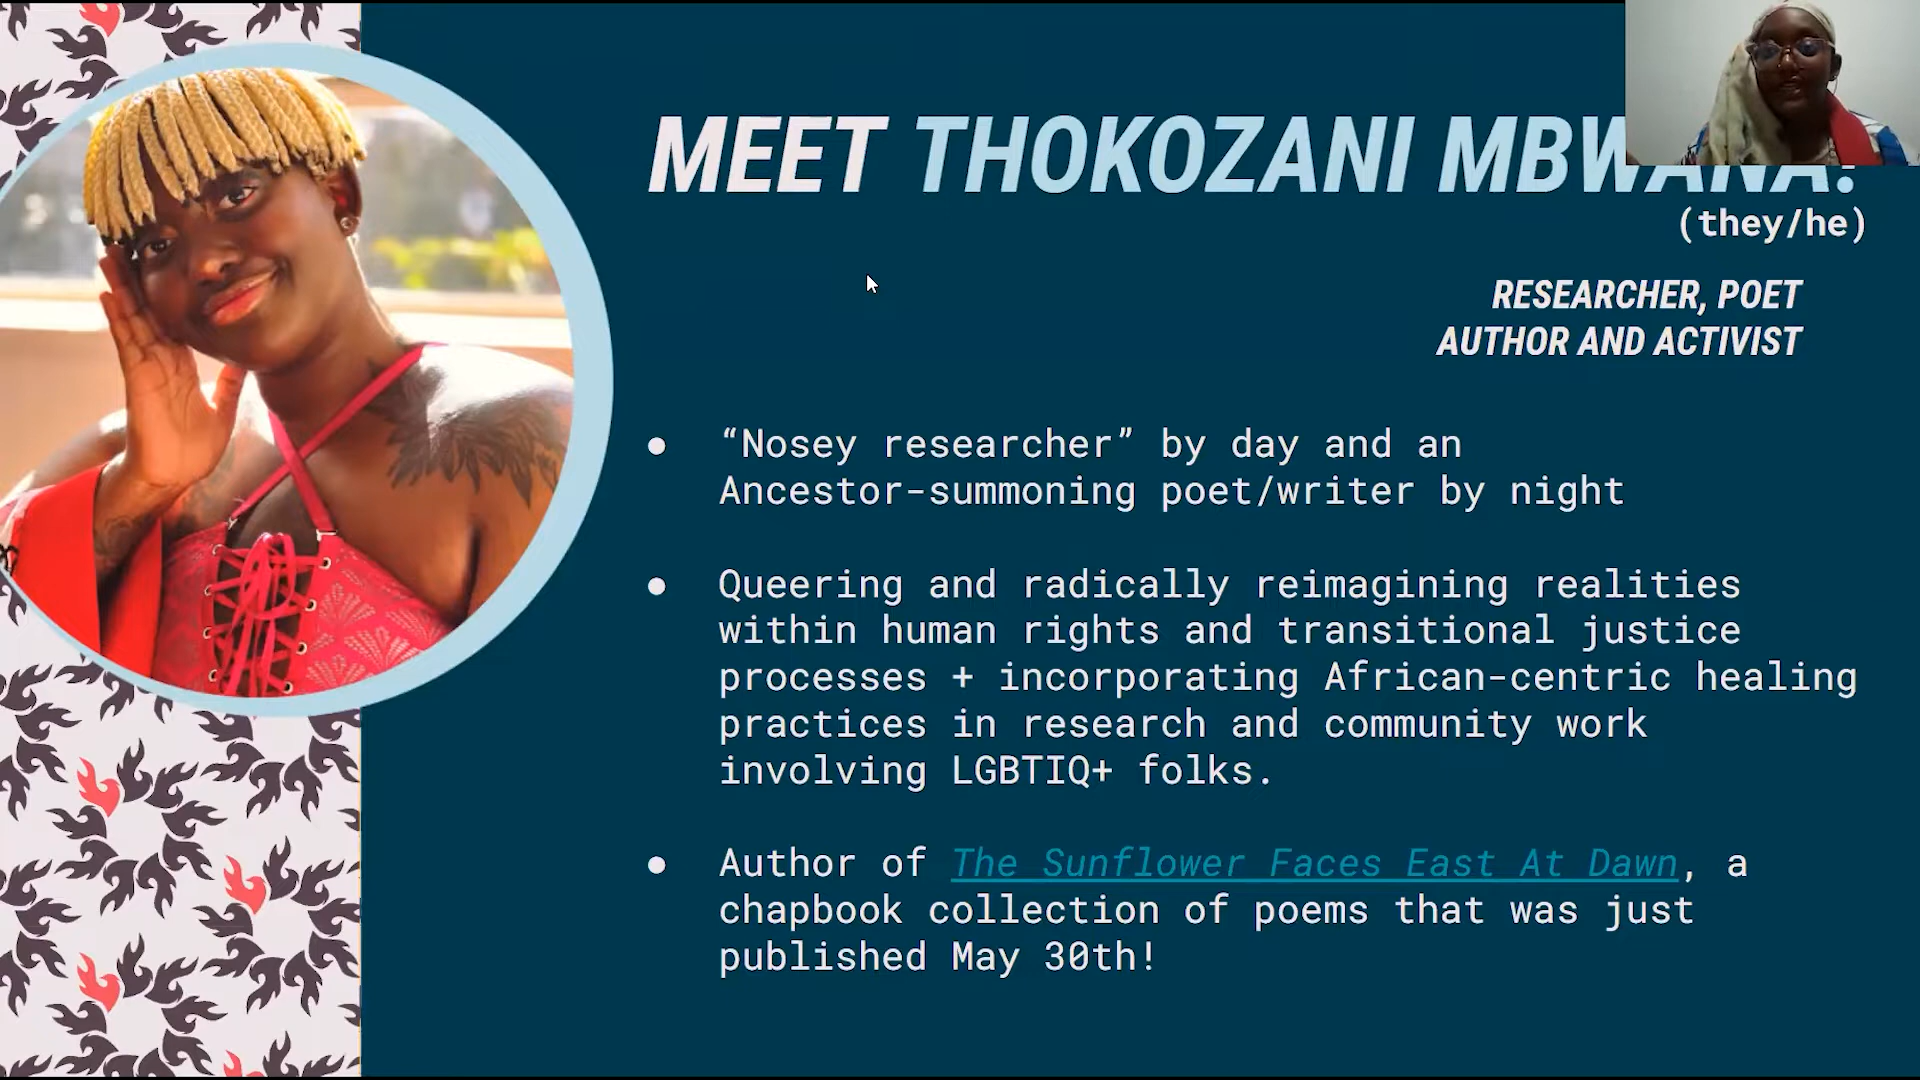 MEET THOKOZANI MBWANA!
(they/he)
RESEARCHER, POET
AUTHOR AND ACTIVIST
● “Nosey researcher” by day and an
Ancestor-summoning poet/writer by night
● Queering and radically reimagining realities
within human rights and transitional justice
processes + incorporating African-centric healing
practices in research and community work
involving LGBTIQ+ folks.
● Author of The Sunflower Faces East At Dawn, a
chapbook collection of poems that was just
published May 30th!